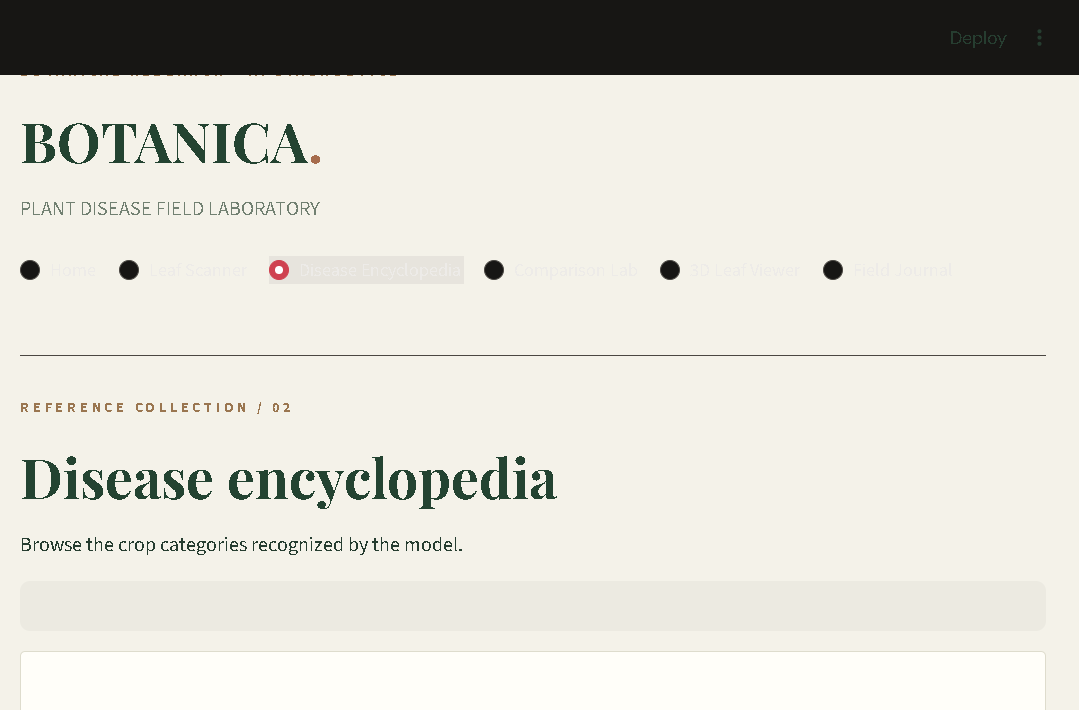 Deploy
BOTANICA.
PLANT DISEASE FIELD LABORATORY
Home Leaf Scanner Disease Encyclopedia Comparison Lab 3D Leaf Viewer Field Journal
REFERENCE COLLECTION / 02
Disease encyclopedia
Browse the crop categories recognized by the model.